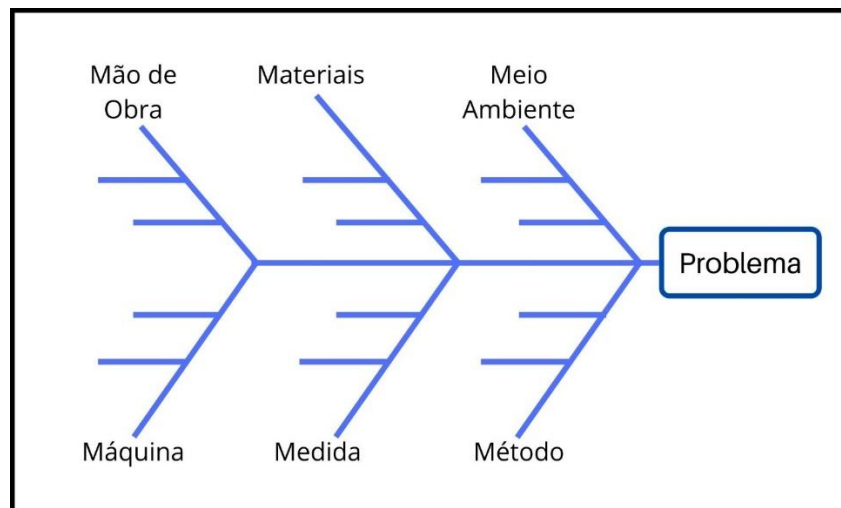 Mão de
Obra
Materiais
Meio
Ambiente
Problema
Máquina
Medida
Método